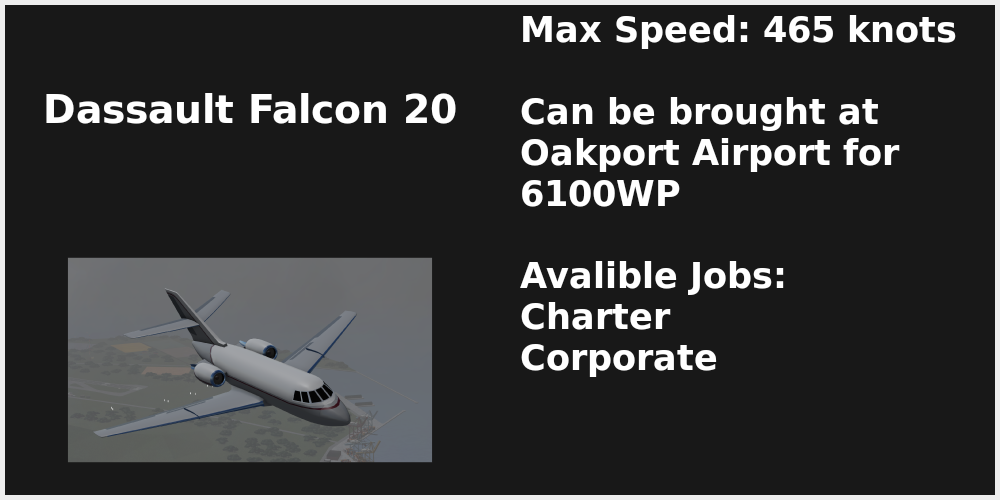 Dassault Falcon 20
Max Speed: 465 knots
Can be brought at
Oakport Airport for
6100WP
Avalible Jobs:
Charter
Corporate